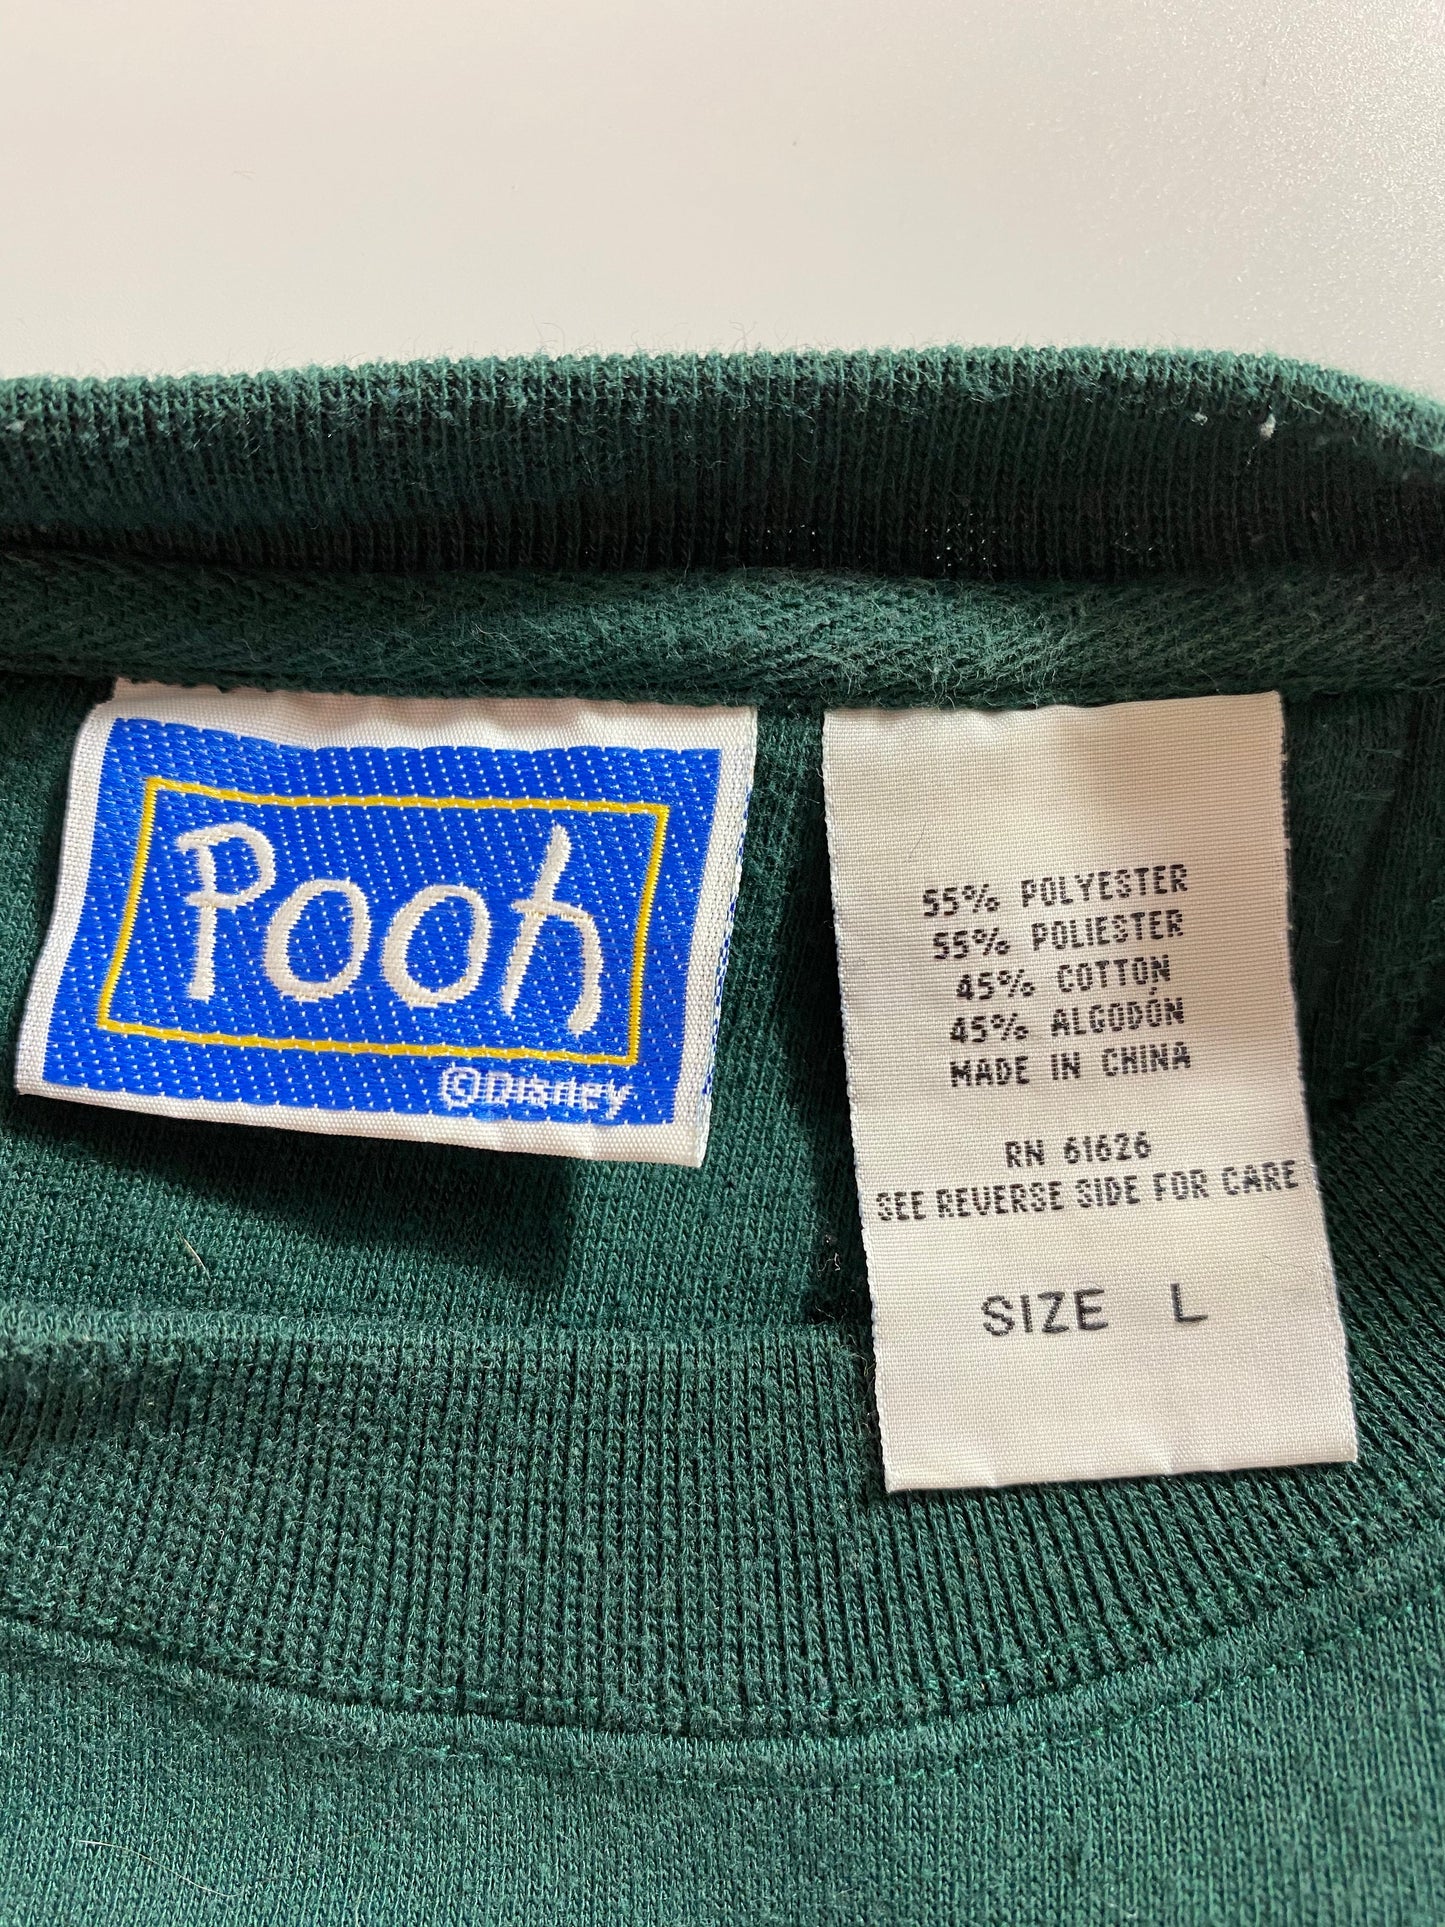 Pooh
©Disney
55% POLYESTER
55% POLIESTER
45% COTTON
45% ALGODÓN
MADE IN CHINA
RN 61626
SEE REVERSE SIDE FOR CARE
SIZE L